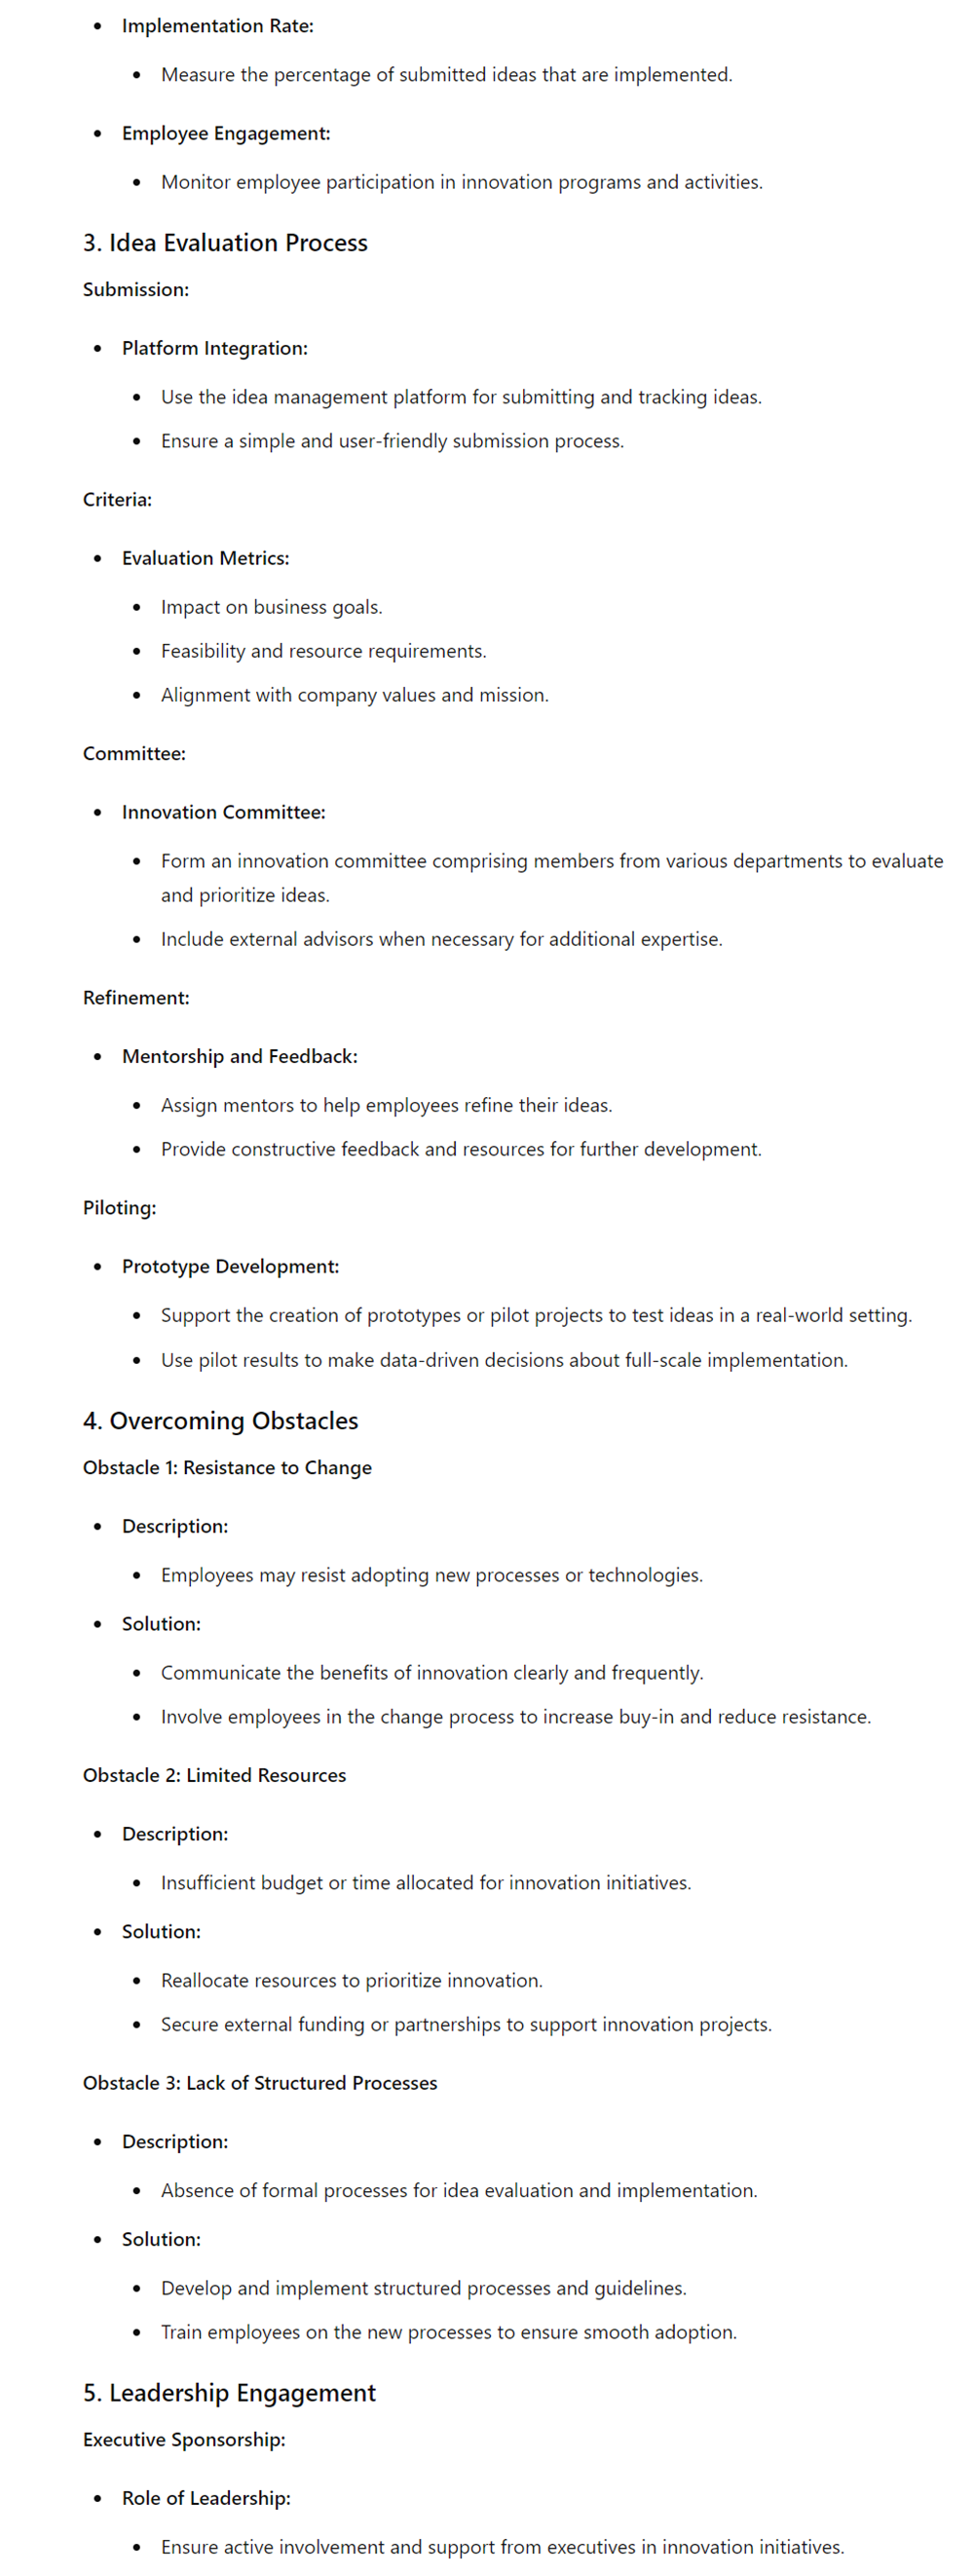 Implementation Rate:
Measure the percentage of submitted ideas that are implemented.
Employee Engagement:
Monitor employee participation in innovation programs and activities.
3. Idea Evaluation Process
Submission:
Platform Integration:
Use the idea management platform for submitting and tracking ideas.
Ensure a simple and user-friendly submission process.
Criteria:
Evaluation Metrics:
Impact on business goals.
Feasibility and resource requirements.
Alignment with company values and mission.
Committee:
Innovation Committee:
Form an innovation committee comprising members from various departments to evaluate
and prioritize ideas.
Include external advisors when necessary for additional expertise.
Refinement:
Mentorship and Feedback:
Assign mentors to help employees refine their ideas.
Provide constructive feedback and resources for further development.
Piloting:
Prototype Development:
Support the creation of prototypes or pilot projects to test ideas in a real-world setting.
Use pilot results to make data-driven decisions about full-scale implementation.
4. Overcoming Obstacles
Obstacle 1: Resistance to Change
Description:
Employees may resist adopting new processes or technologies.
Solution:
Communicate the benefits of innovation clearly and frequently.
Involve employees in the change process to increase buy-in and reduce resistance.
Obstacle 2: Limited Resources
Description:
Insufficient budget or time allocated for innovation initiatives.
Solution:
Reallocate resources to prioritize innovation.
Secure external funding or partnerships to support innovation projects.
Obstacle 3: Lack of Structured Processes
Description:
Absence of formal processes for idea evaluation and implementation.
Solution:
Develop and implement structured processes and guidelines.
Train employees on the new processes to ensure smooth adoption.
5. Leadership Engagement
Executive Sponsorship:
Role of Leadership:
Ensure active involvement and support from executives in innovation initiatives.